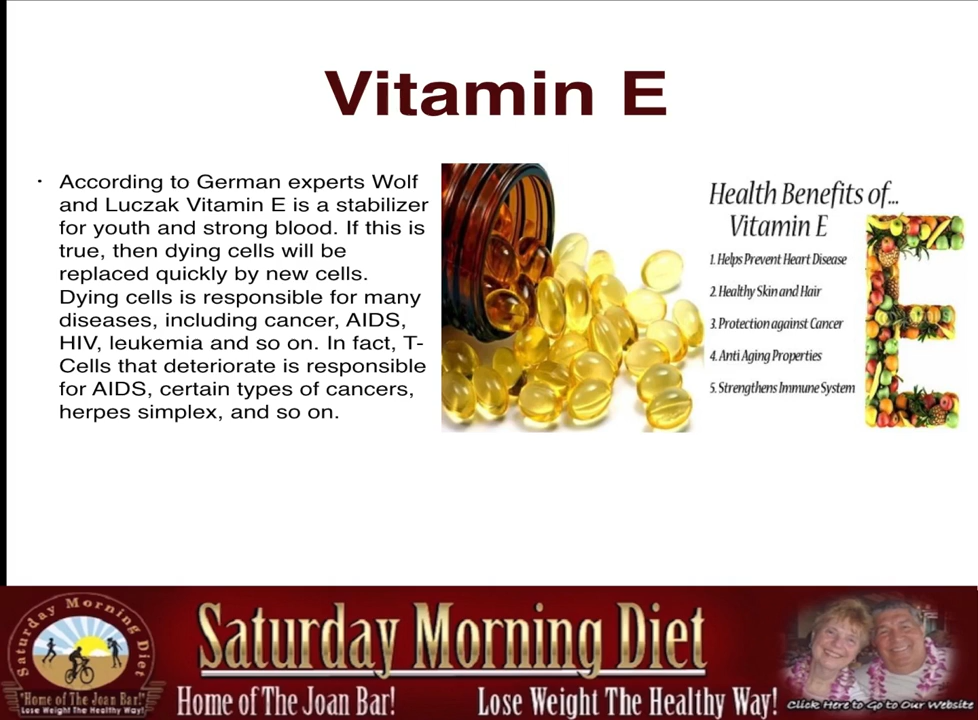 Vitamin E
· According to German experts Wolf
and Luczak Vitamin E is a stabilizer
for youth and strong blood. If this is
true, then dying cells will be
replaced quickly by new cells.
Dying cells is responsible for many
diseases, including cancer, AIDS,
HIV, leukemia and so on. In fact, T-
Cells that deteriorate is responsible
for AIDS, certain types of cancers,
herpes simplex, and so on.
Health Benefits of...
Vitamin E
1. Helps Prevent Heart Disease
2. Healthy Skin and Hair
3. Protection against Cancer
4. Anti Aging Properties
5. Strengthens Immune System
E
Saturday Morning Diet
"Home of The Joan Bar!"
Lose Weight The Healthy Way!
Saturday Morning Diet
Home of The Joan Bar! Lose Weight The Healthy Way!
Click Here to Go to Our Website